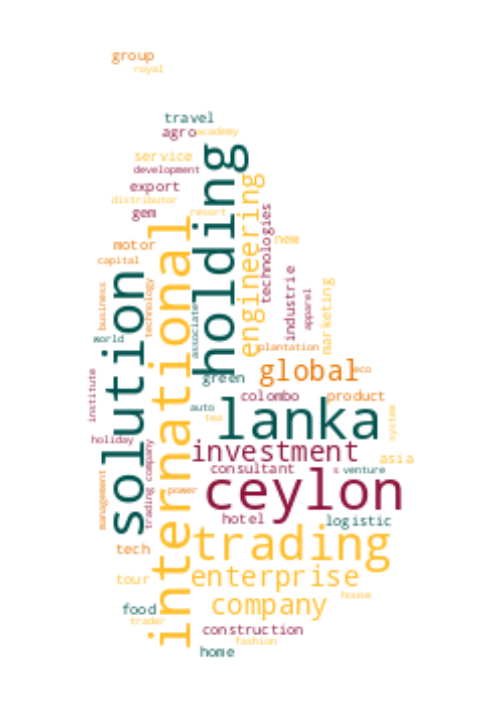 group
royal
travel
agro
academy
service
development
export
distributor
gem
resort
holding
engineering
international
technologies
new
motor
capital
solution
business
technology
world
associate
industrie
apparel
marketing
plantation
global
eco
green
institute
colombo
product
auto
tea
lanka
system
holiday
trading company
investment
asia
consultant
s
venture
management
power
ceylon
hotel
logistic
trading
tech
tour
enterprise
house
food
company
trader
construction
fashion
home